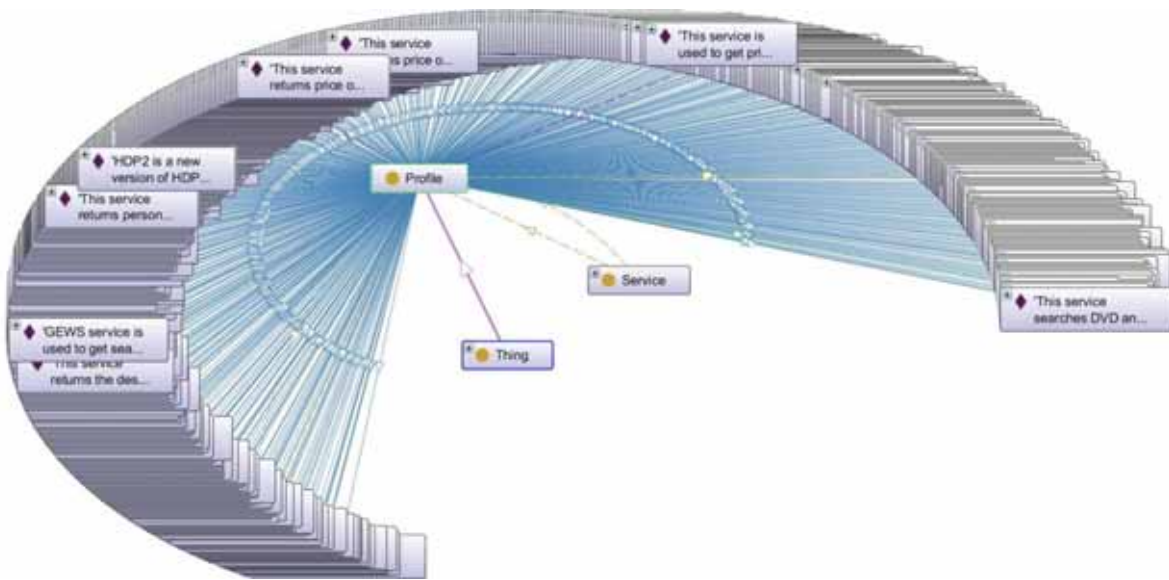 'This service
s price o...
'This service is
used to get pri...
'This service
returns price o...
'HDP2 is a new
version of HDP...
Profile
'This service
returns person...
Service
'This service
searches DVD an...
'GEWS service is
used to get sea...
Thing
'This service
returns the des...